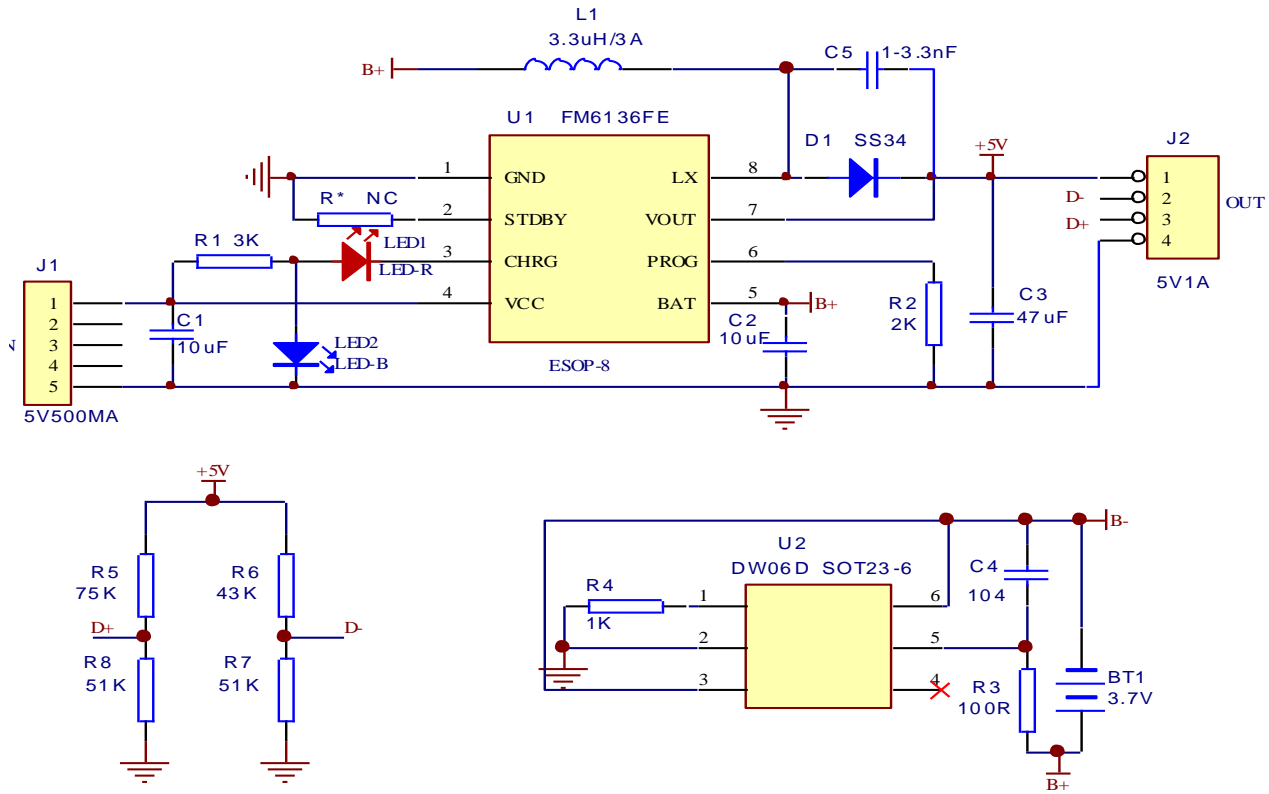 L1
3.3uH/3A
B+
C5 1-3.3nF
U1 FM6136FE
D1 SS34
+5V
J2
1 GND LX 8
R* NC
2 STDBY VOUT 7
R1 3K
LED1
LED-R
3 CHRG PROG 6
4 VCC BAT 5
B+
J1
1
2
3
4
5
5V500MA
C1
10uF
LED2
LED-B
ESOP-8
C2
10uF
R2
2K
C3
47uF
1
D- 2
D+ 3
4
OUT
5V1A
+5V
R5
75K
R6
43K
D+
D-
R8
51K
R7
51K
B-
U2
DW06D SOT23-6
R4
1K
1 6
2 5
3 4
C4
104
R3
100R
BT1
3.7V
B+